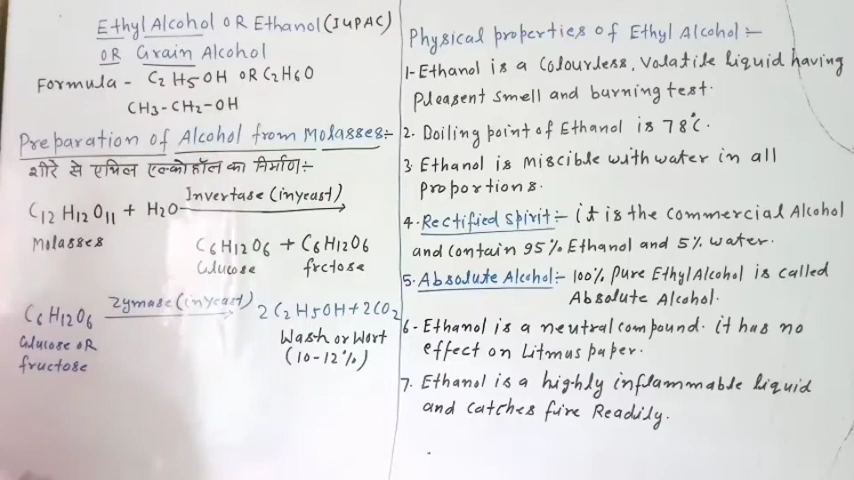 Ethyl Alcohol OR Ethanol (IUPAC)
OR Grain Alcohol
Formula - C2H5OH OR C2H6O
CH3-CH2-OH
Preparation of Alcohol from Molasses:-
शीरे से एथिल एल्कोहॉल का निर्माण:-
Invertase (in yeast)
C12H12O11 + H2O
Molasses
C6H12O6 + C6H12O6
Glucose frctose
Zymase (in yeast)
C6H12O6 2C2H5OH+2CO2
Glucose OR
fructose
Wash or Wort
(10-12%)
Physical properties of Ethyl Alcohol:-
1- Ethanol is a Colourless, Volatile liquid having
Pleasent smell and burning test.
2. Boiling point of Ethanol is 78°C.
3. Ethanol is miscible with water in all
proportions.
4. Rectified spirit:- it is the commercial Alcohol
and contain 95% Ethanol and 5% water.
5. Absolute Alcohol:- 100% pure Ethyl Alcohol is called
Absolute Alcohol.
6- Ethanol is a neutral compound. it has no
effect on Litmus paper.
7. Ethanol is a highly inflammable liquid
and catches fire Readily.